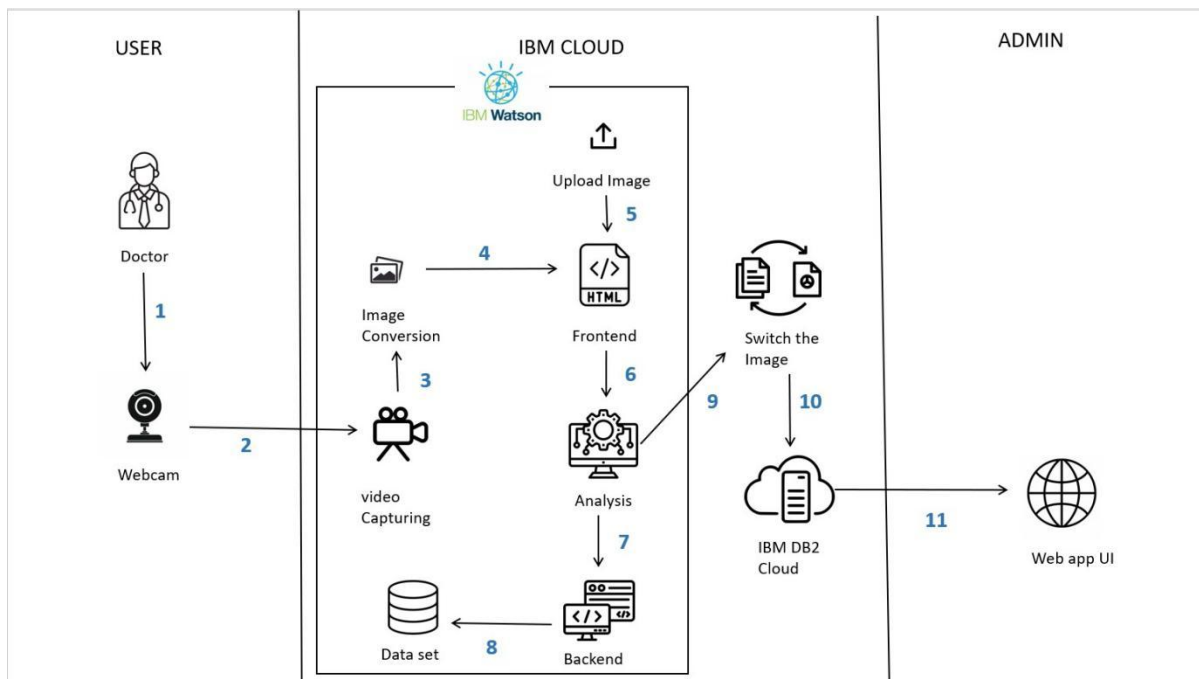 USER
IBM CLOUD
ADMIN
IBM Watson
Upload Image
5
Doctor
4
</>
HTML
1
Image
Conversion
Frontend
Switch the
Image
3
6
9
10
2
Webcam
video
Capturing
Analysis
7
IBM DB2
Cloud
11
Web app UI
</>
</>
Data set
8
Backend